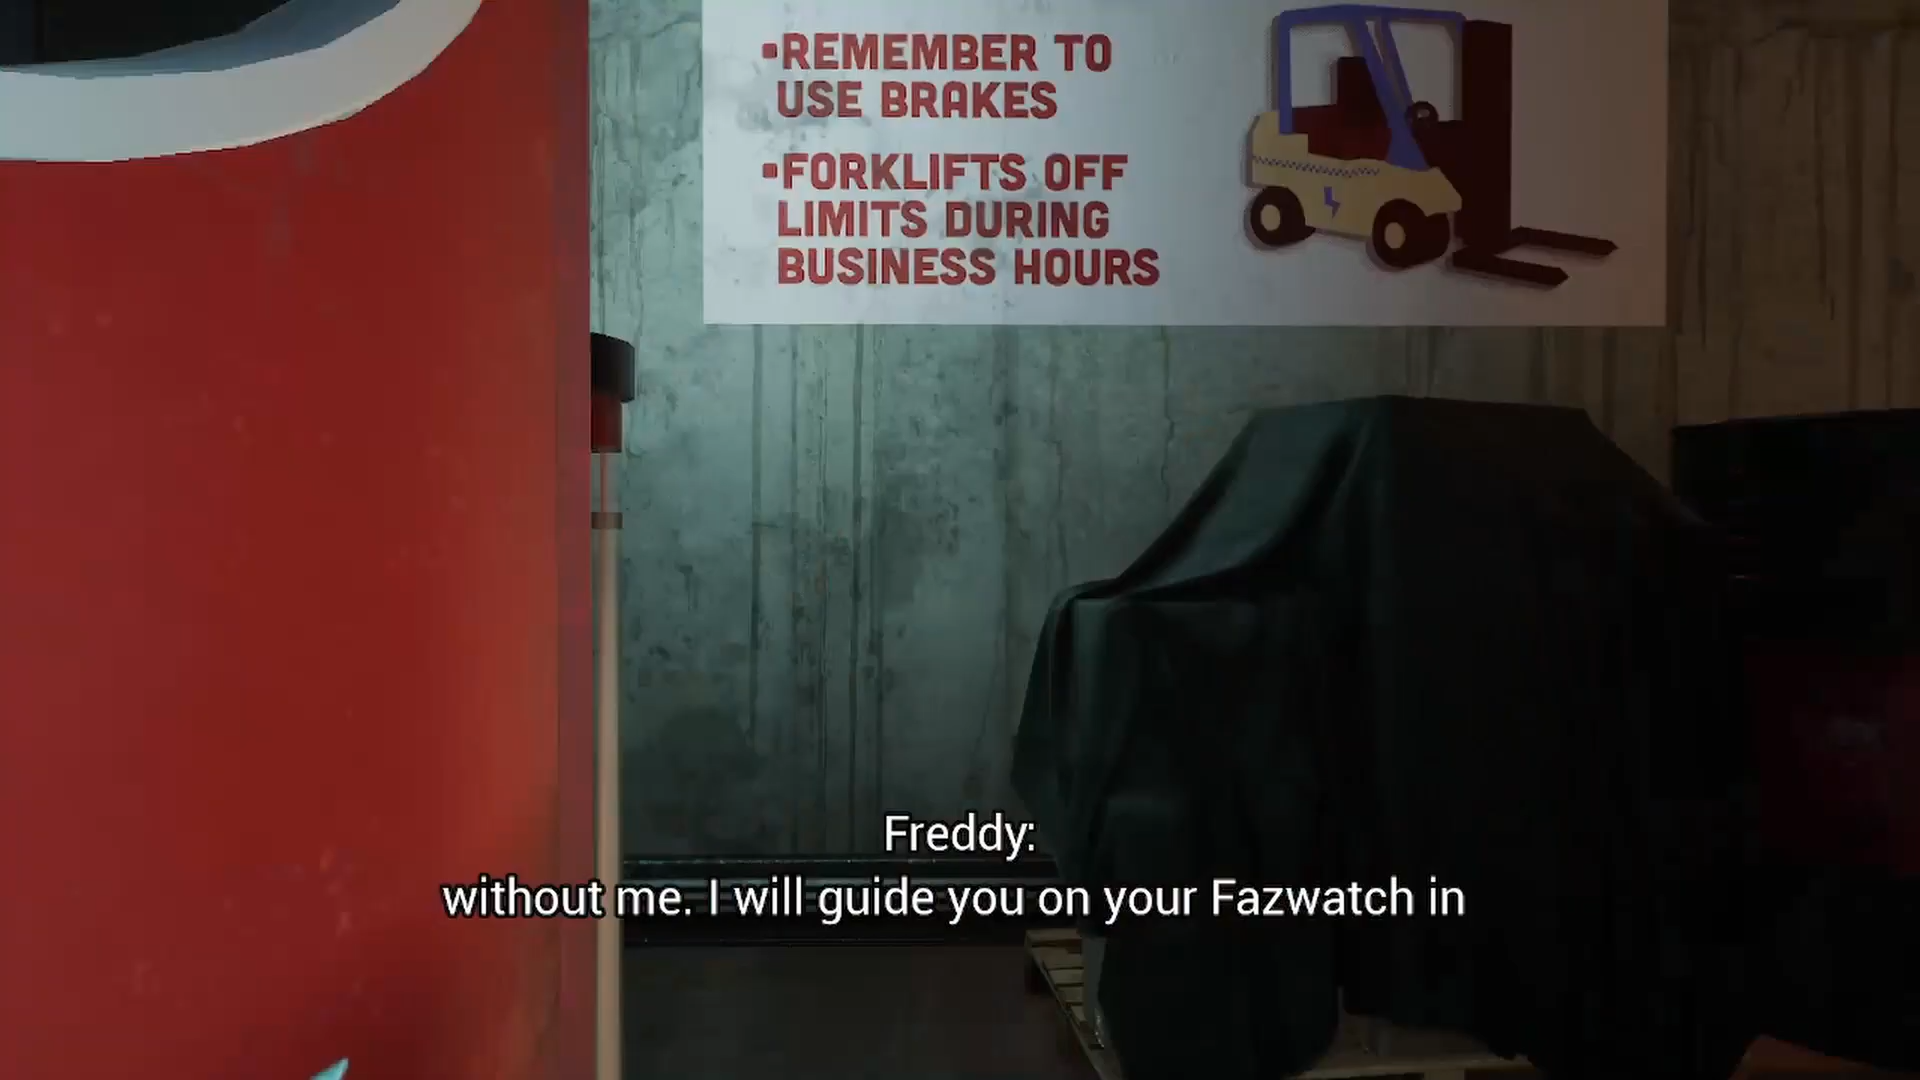 ▪REMEMBER TO
USE BRAKES
▪FORKLIFTS OFF
LIMITS DURING
BUSINESS HOURS
Freddy:
without me. I will guide you on your Fazwatch in